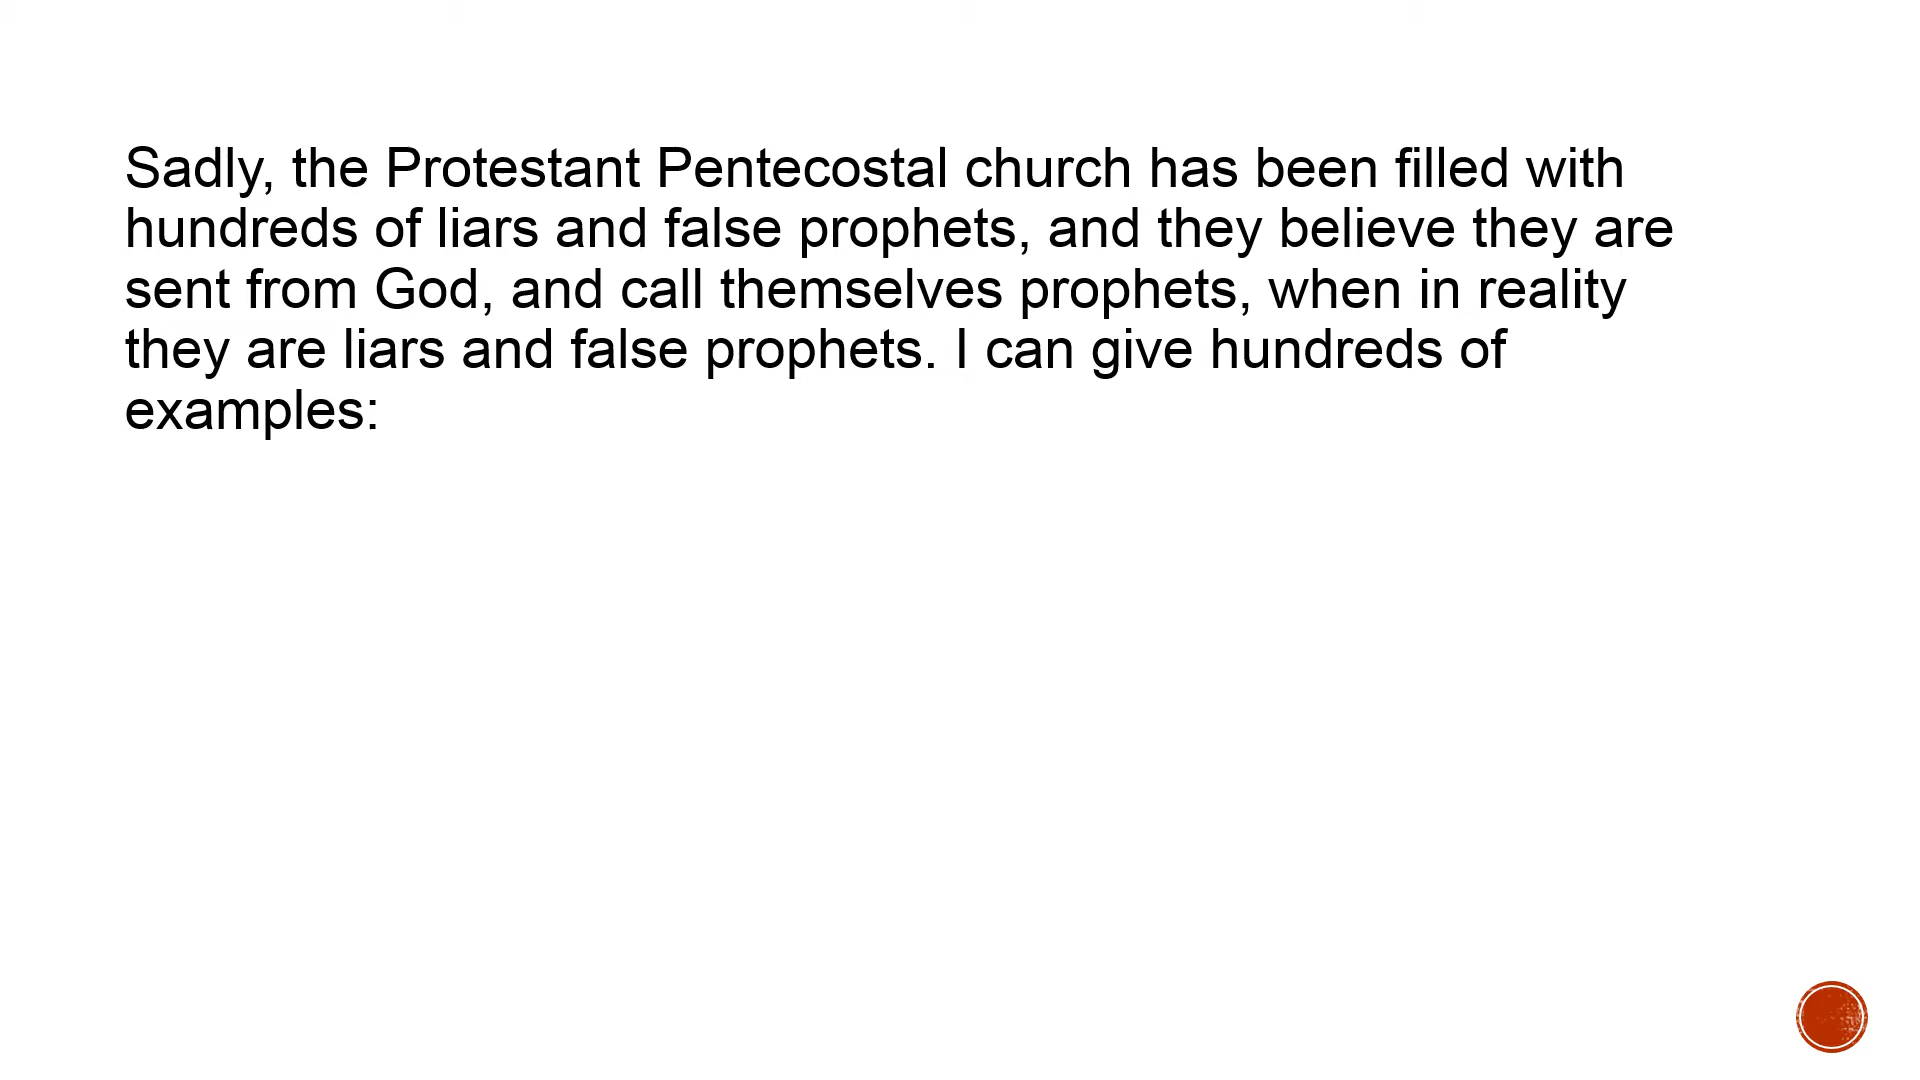 Sadly, the Protestant Pentecostal church has been filled with
hundreds of liars and false prophets, and they believe they are
sent from God, and call themselves prophets, when in reality
they are liars and false prophets. I can give hundreds of
examples: